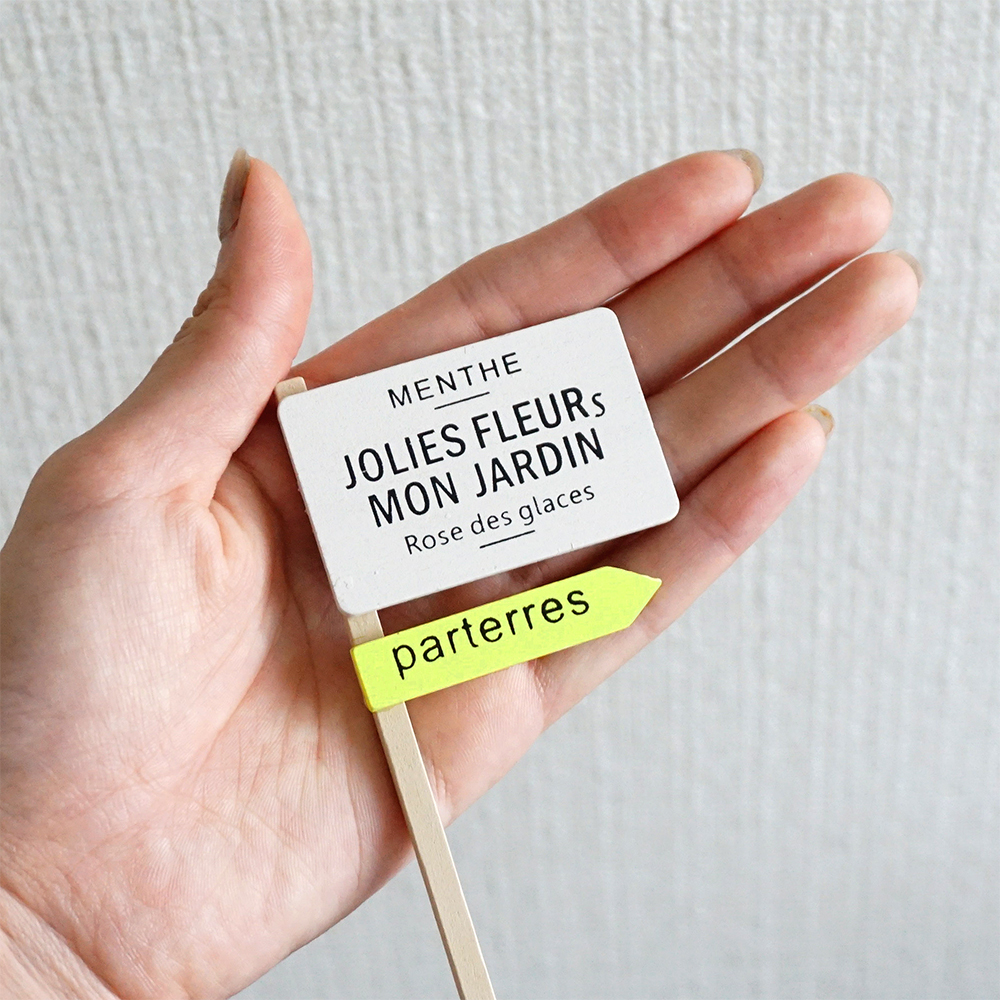 MENTHE
JOLIES FLEURs
MON JARDIN
Rose des glaces
parterres